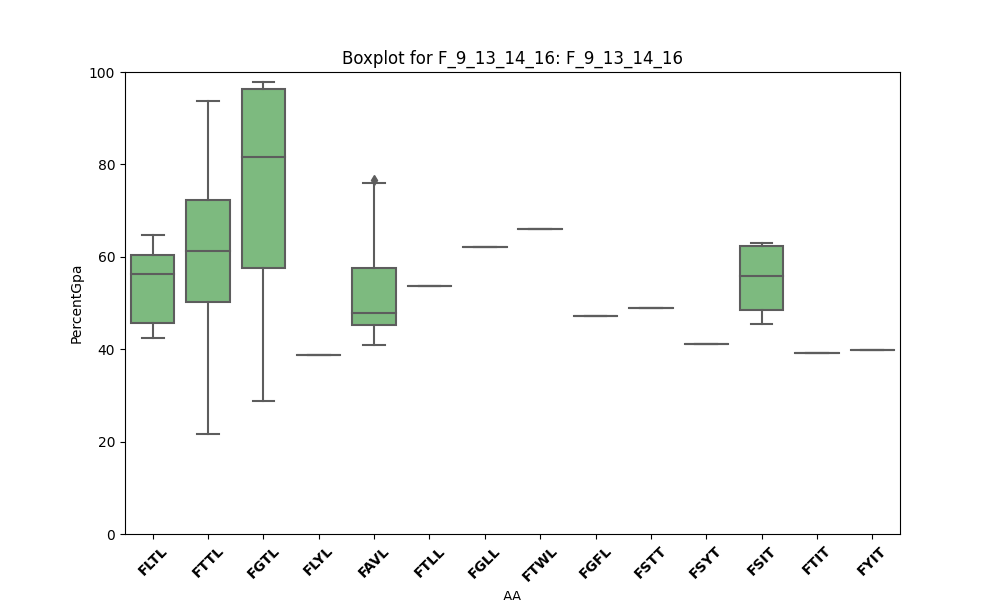 Boxplot for F_9_13_14_16: F_9_13_14_16
100
80
60
40
20
0
PercentGpa
FLTL
FTTL
FGTL
FLYL
FAVL
FTLL
FGLL
FTWL
FGFL
FSTT
FSYT
FSIT
FTIT
FYIT
AA